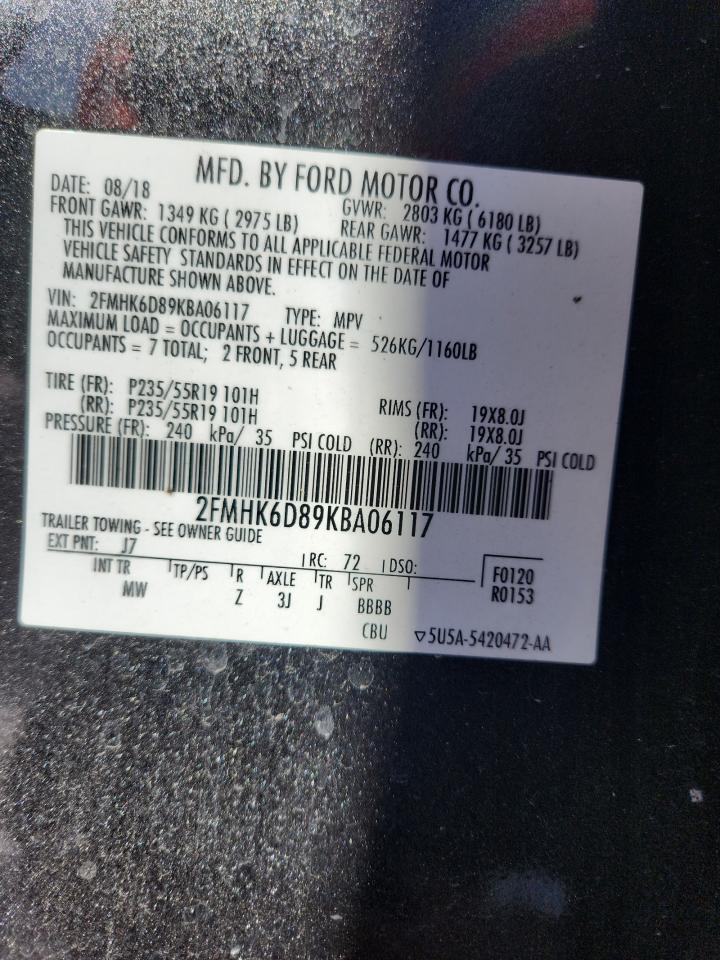 MFD. BY FORD MOTOR CO.
DATE: 08/18 GVWR: 2803 KG ( 6180 LB)
FRONT GAWR: 1349 KG ( 2975 LB) REAR GAWR: 1477 KG ( 3257 LB)
THIS VEHICLE CONFORMS TO ALL APPLICABLE FEDERAL MOTOR
VEHICLE SAFETY STANDARDS IN EFFECT ON THE DATE OF
MANUFACTURE SHOWN ABOVE.
VIN: 2FMHK6D89KBA06117 TYPE: MPV
MAXIMUM LOAD = OCCUPANTS + LUGGAGE = 526KG/1160LB
OCCUPANTS = 7 TOTAL; 2 FRONT, 5 REAR
TIRE (FR): P235/55R19 101H RIMS (FR): 19X8.0J
(RR): P235/55R19 101H (RR): 19X8.0J
PRESSURE (FR): 240 kPa/ 35 PSI COLD (RR): 240 kPa/ 35 PSI COLD
2FMHK6D89KBA06117
TRAILER TOWING - SEE OWNER GUIDE
EXT PNT: J7 RC: 72 DSO:
INT TR TP/PS R AXLE TR SPR F0120
MW Z 3J J BBBB R0153
CBU ▽5U5A-5420472-AA